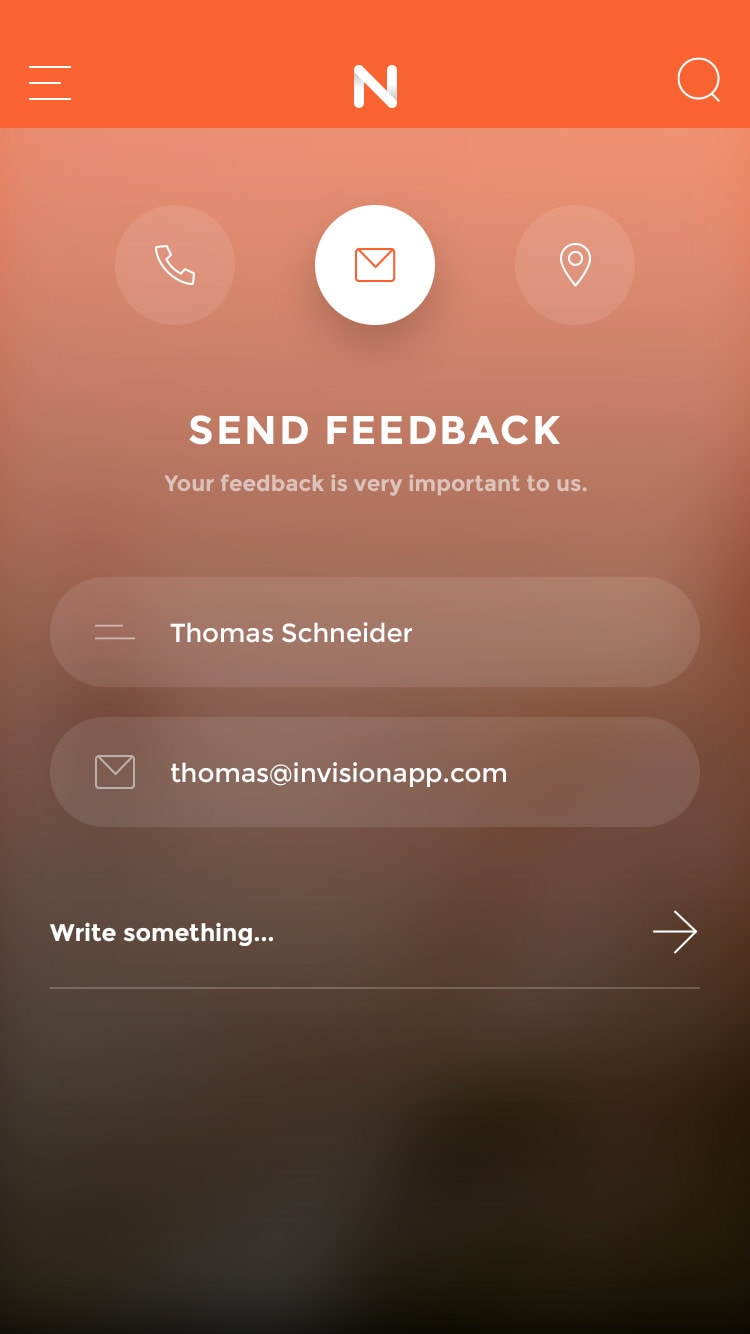 N
SEND FEEDBACK
Your feedback is very important to us.
Thomas Schneider
thomas@invisionapp.com
Write something...